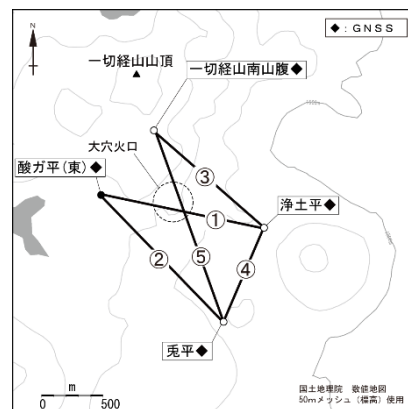 ◆：GNSS
N
一切経山山頂
一切経山南山腹◆
大穴火口
酸ガ平(東)◆
③
①
浄土平◆
②
⑤
④
兎平◆
m
0 500
国土地理院 数値地図
50mメッシュ（標高）使用